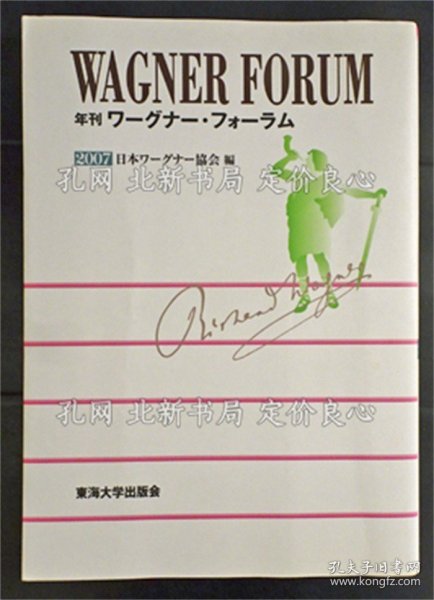 WAGNER FORUM
年刊 ワーグナー・フォーラム
2007 日本ワーグナー協会 編
孔网 北新书局 定价良心
Richard Wagner
孔网 北新书局 定价良心
東海大学出版会
孔夫子旧书网
www.kongfz.com